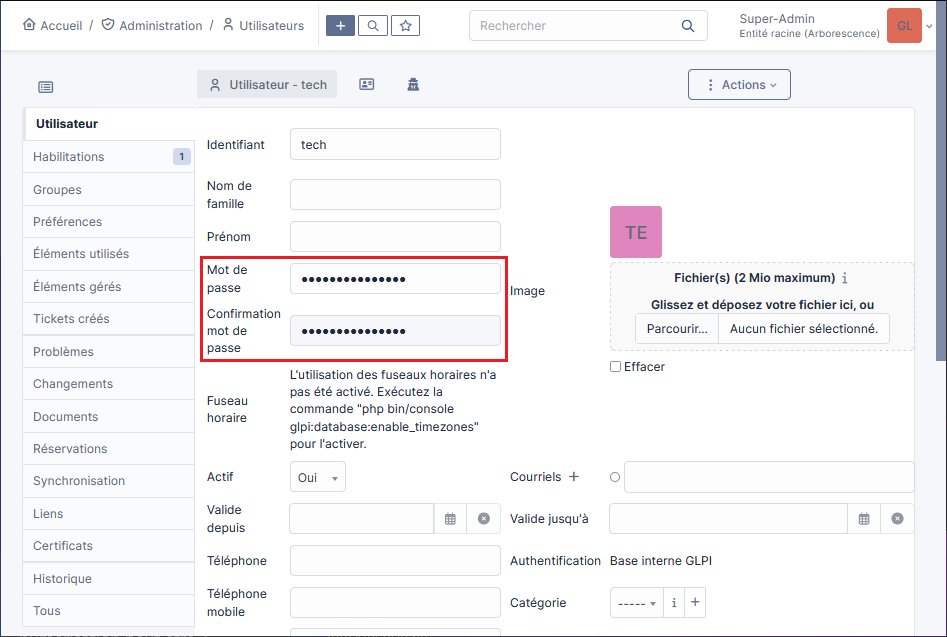 Accueil / Administration / Utilisateurs
Rechercher
Super-Admin
Entité racine (Arborescence)
GL
Utilisateur - tech
Actions
Utilisateur
Habilitations 1
Groupes
Préférences
Éléments utilisés
Éléments gérés
Tickets créés
Problèmes
Changements
Documents
Réservations
Synchronisation
Liens
Certificats
Historique
Tous
Identifiant
tech
Nom de
famille
Prénom
Mot de
passe
●●●●●●●●●●●●●●●
Confirmation
mot de
passe
●●●●●●●●●●●●●●●
Image
TE
Fichier(s) (2 Mio maximum) i
Glissez et déposez votre fichier ici, ou
Parcourir... Aucun fichier sélectionné.
Effacer
Fuseau
horaire
L'utilisation des fuseaux horaires n'a
pas été activé. Exécutez la
commande "php bin/console
glpi:database:enable_timezones"
pour l'activer.
Actif
Oui
Courriels +
Valide
depuis
Valide jusqu'à
Téléphone
Authentification Base interne GLPI
Téléphone
mobile
Catégorie
----- i +